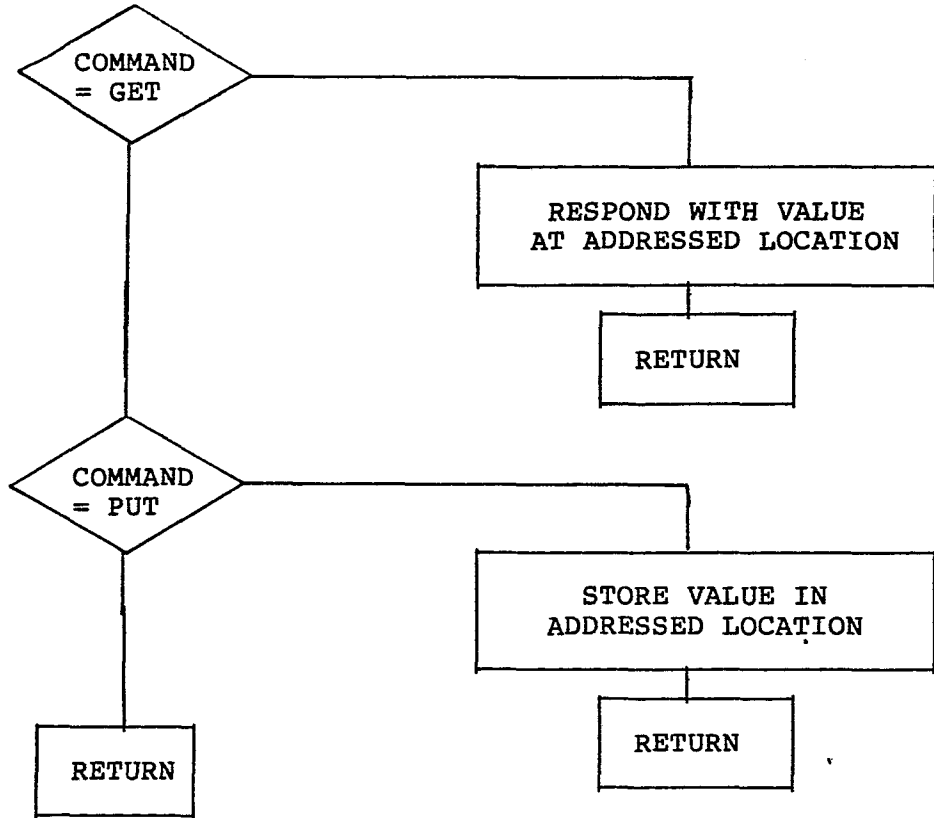 COMMAND
= GET
RESPOND WITH VALUE
AT ADDRESSED LOCATION
RETURN
COMMAND
= PUT
STORE VALUE IN
ADDRESSED LOCATION
RETURN
RETURN